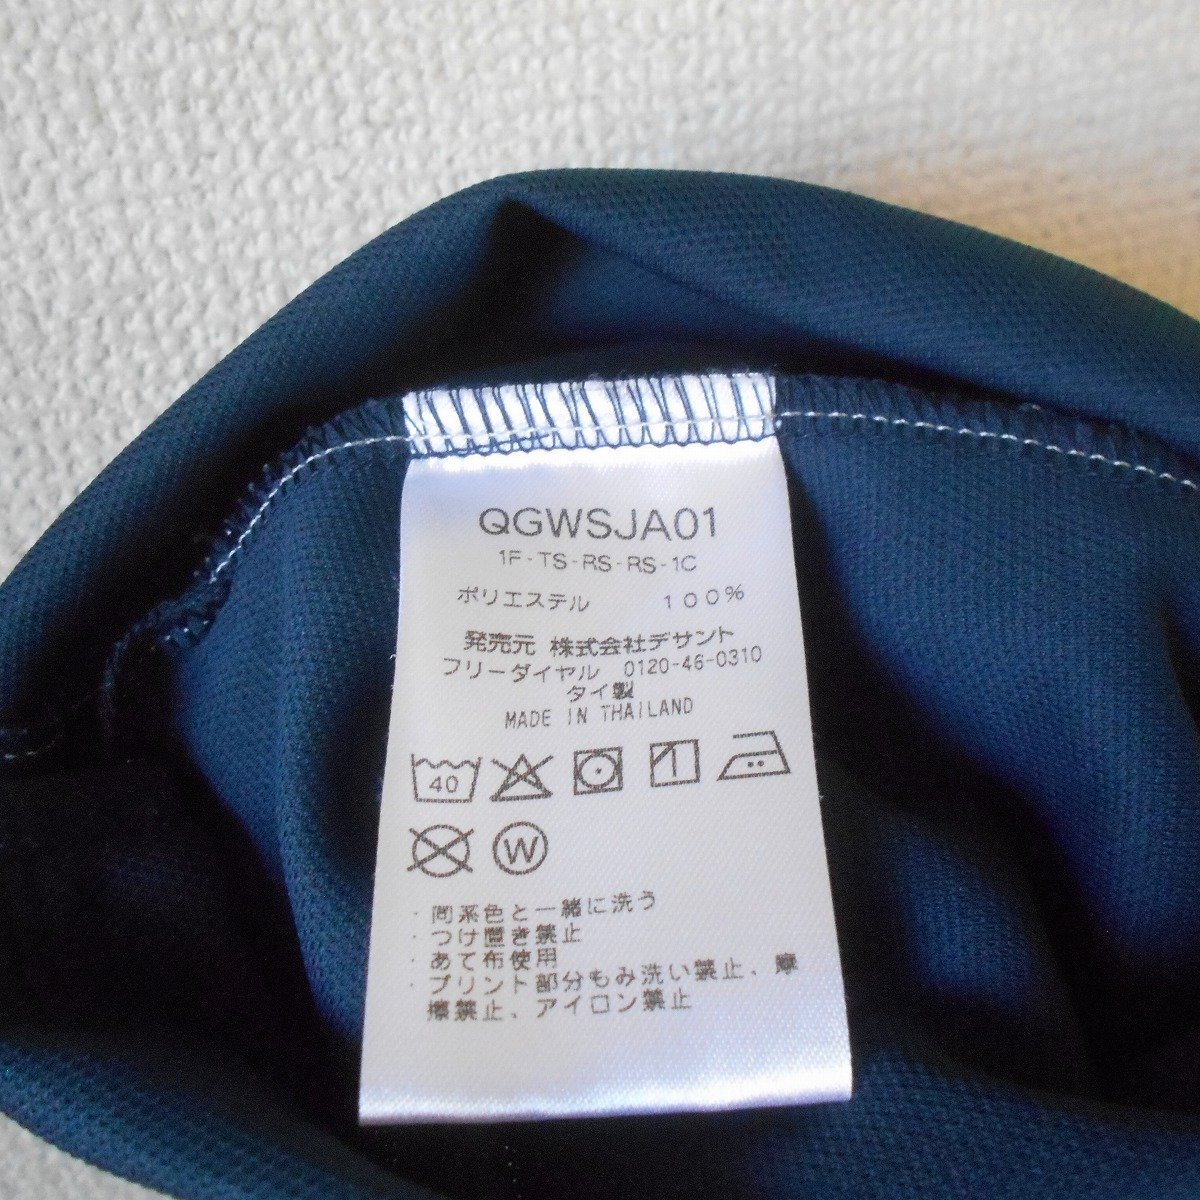 QGWSJA01
1F-TS-RS-RS-1C
ポリエステル 100%
発売元 株式会社デサント
フリーダイヤル 0120-46-0310
タイ製
MADE IN THAILAND
40
W
・同系色と一緒に洗う
・つけ置き禁止
・あて布使用
・プリント部分もみ洗い禁止、摩
擦禁止、アイロン禁止